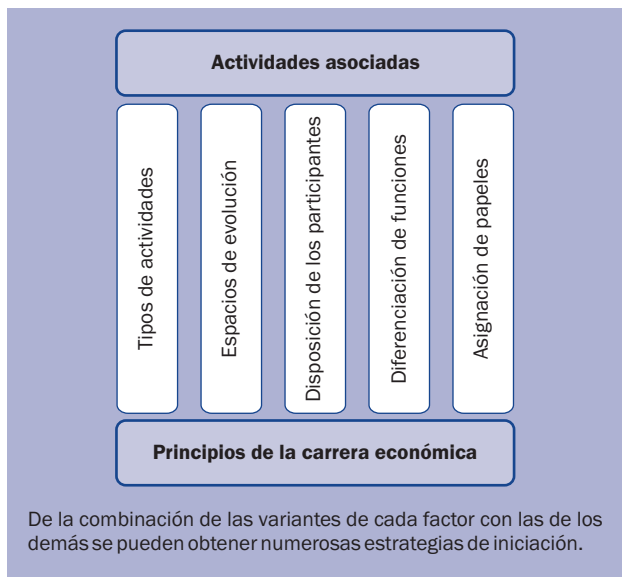 Actividades asociadas
Tipos de actividades
Espacios de evolución
Disposición de los participantes
Diferenciación de funciones
Asignación de papeles
Principios de la carrera económica
De la combinación de las variantes de cada factor con las de los
demás se pueden obtener numerosas estrategias de iniciación.